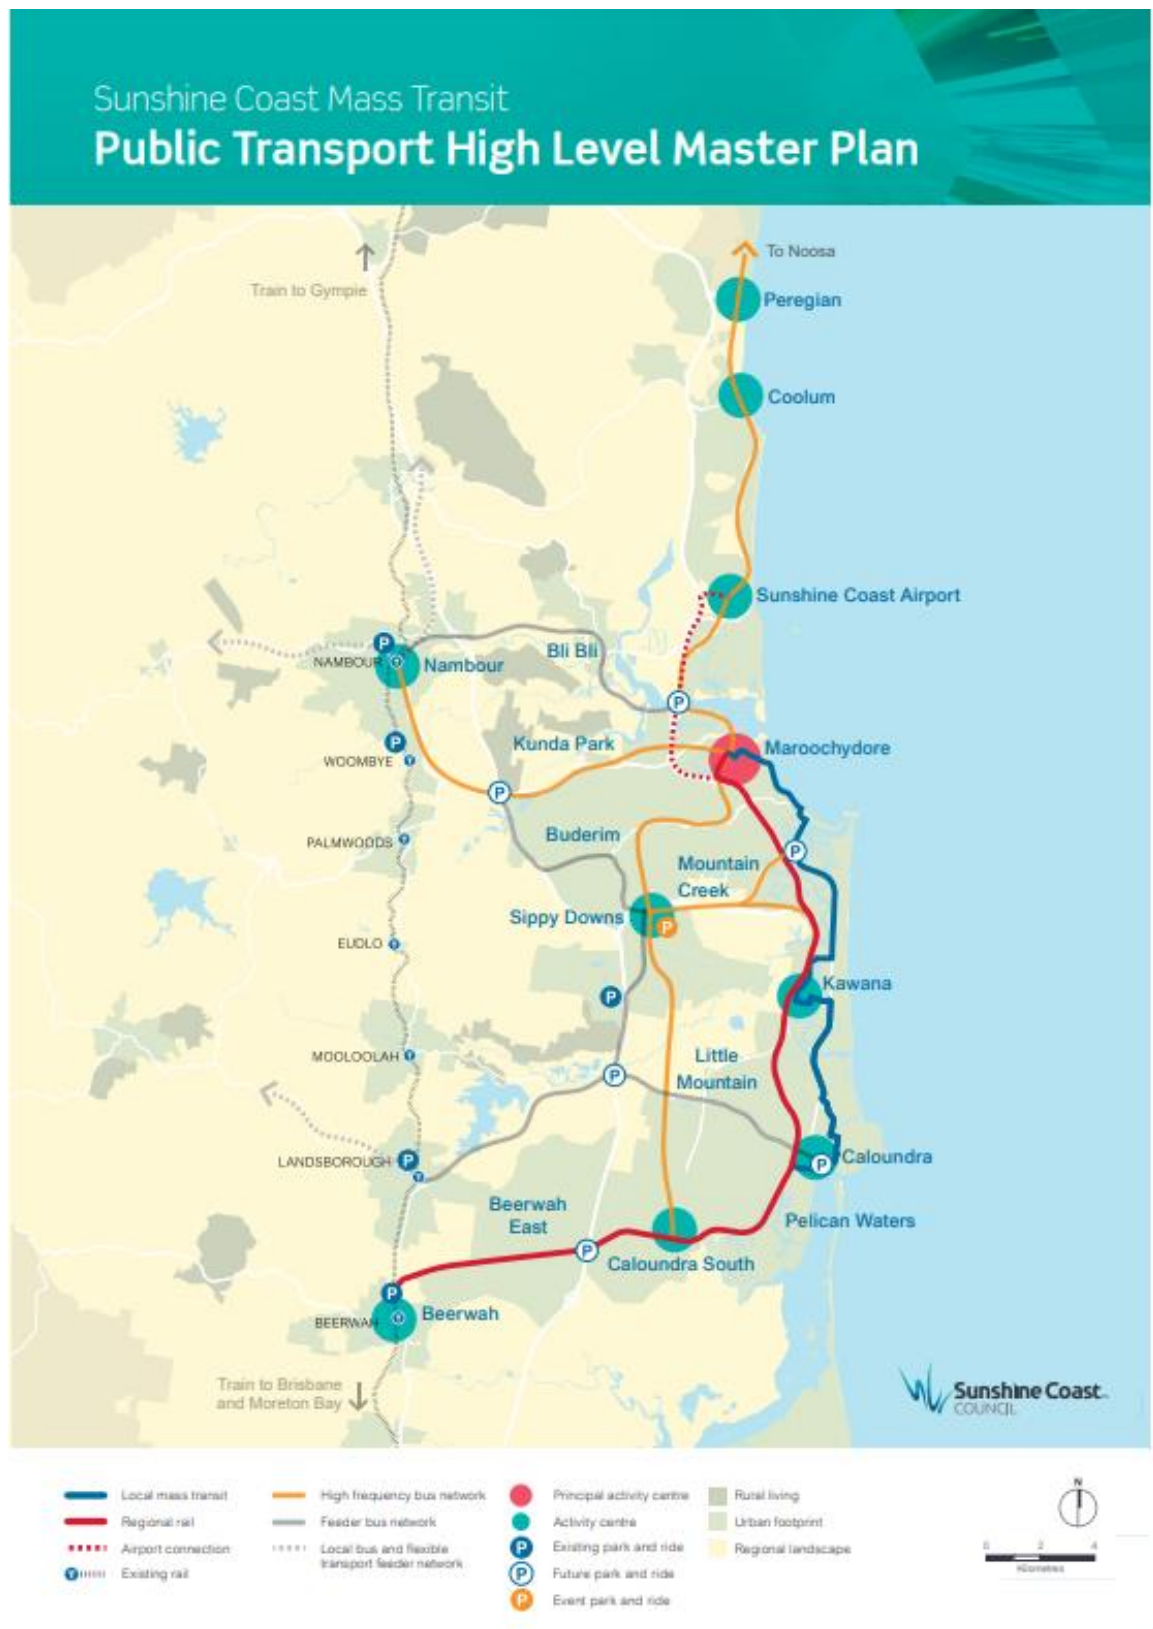 Sunshine Coast Mass Transit
Public Transport High Level Master Plan
To Noosa
Train to Gympie
Peregian
Coolum
Sunshine Coast Airport
P
Bli Bli
NAMBOUR
Nambour
P
P
Kunda Park
Maroochydore
WOOMBYE
P
Buderim
PALMWOODS
P
Mountain
Creek
Sippy Downs
P
EUDLO
Kawana
P
MOOLOOLAH
Little
Mountain
P
LANDSBOROUGH
P
Caloundra
P
Beerwah
East
Pelican Waters
P
Caloundra South
P
BEERWAH
Beerwah
Train to Brisbane
and Moreton Bay
Sunshine Coast
COUNCIL
Local mass transit
Regional rail
Airport connection
Existing rail
High frequency bus network
Feeder bus network
Local bus and flexible
transport feeder network
Principal activity centre
Activity centre
P Existing park and ride
P Future park and ride
P Event park and ride
Rural living
Urban footprint
Regional landscape
N
0 2 4
Kilometres